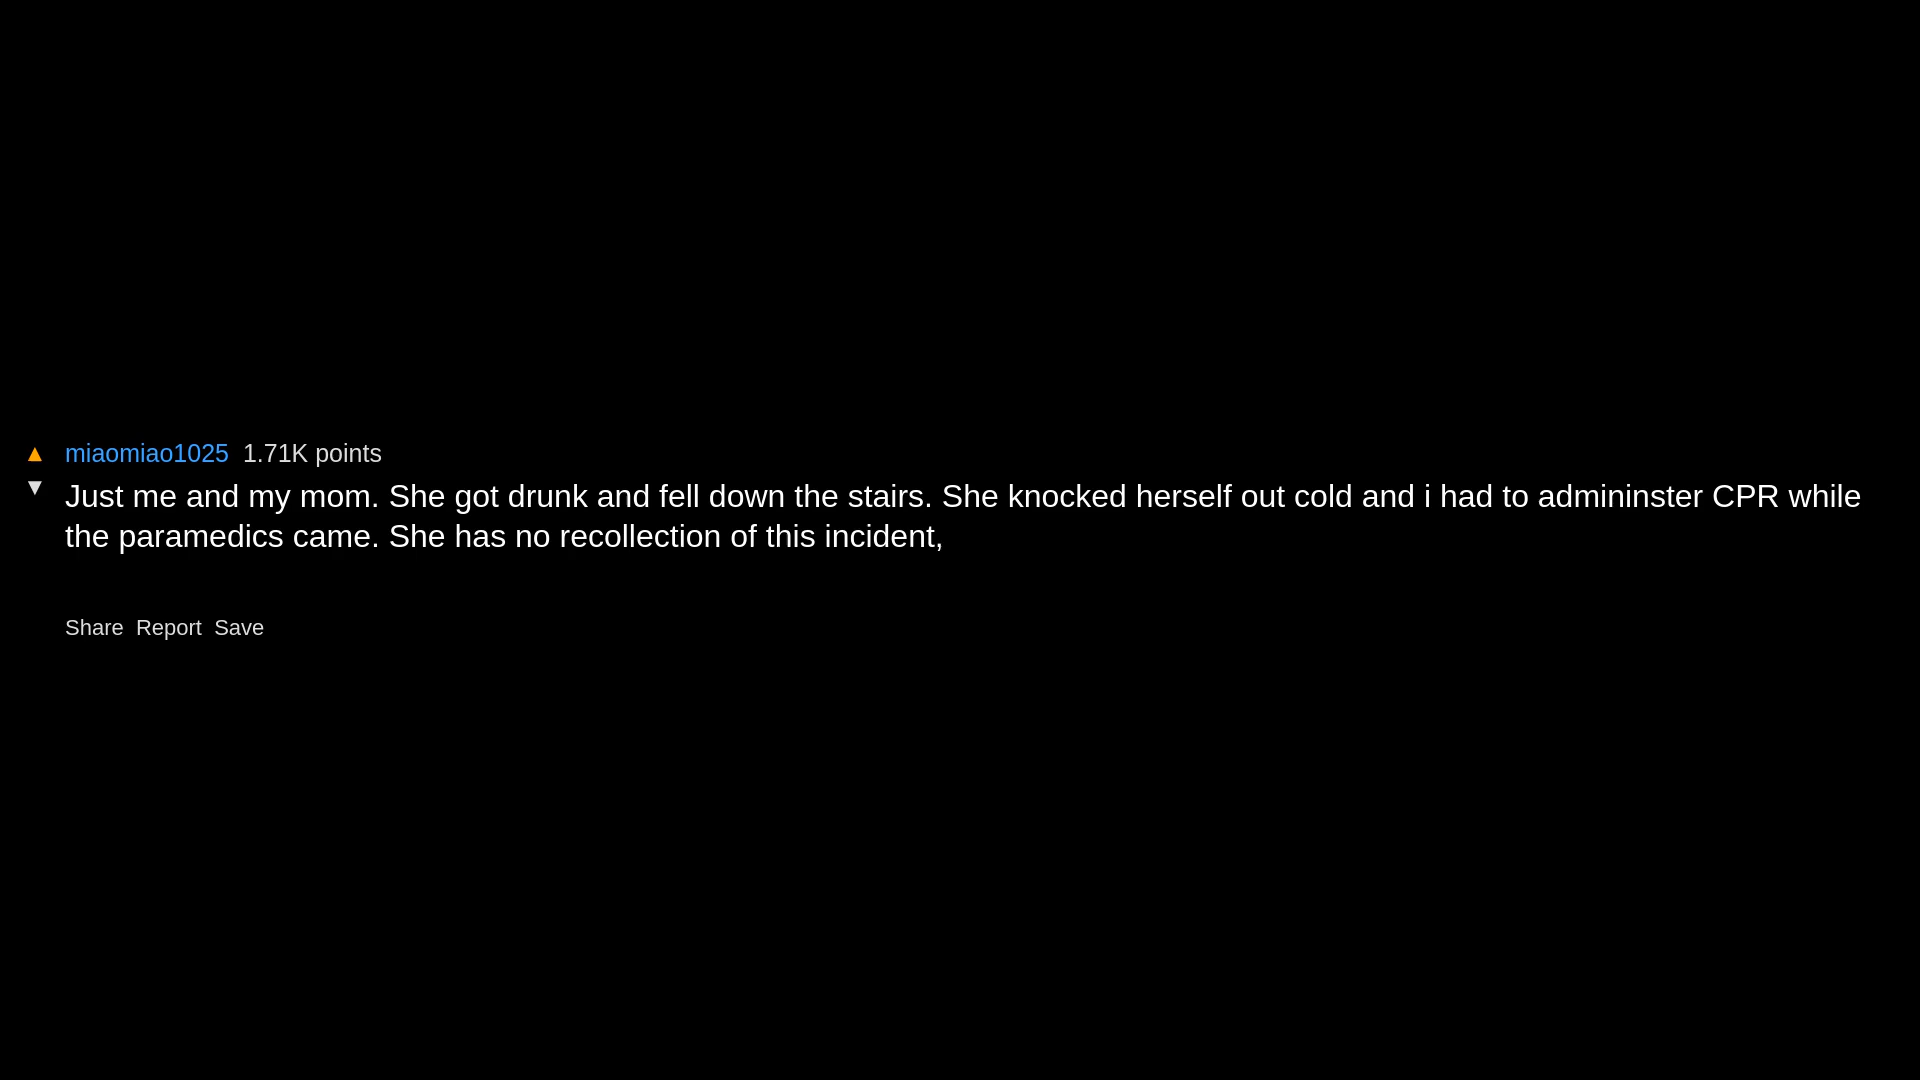 ▲ miaomiao1025 1.71K points
▼ Just me and my mom. She got drunk and fell down the stairs. She knocked herself out cold and i had to admininster CPR while
the paramedics came. She has no recollection of this incident,
Share Report Save